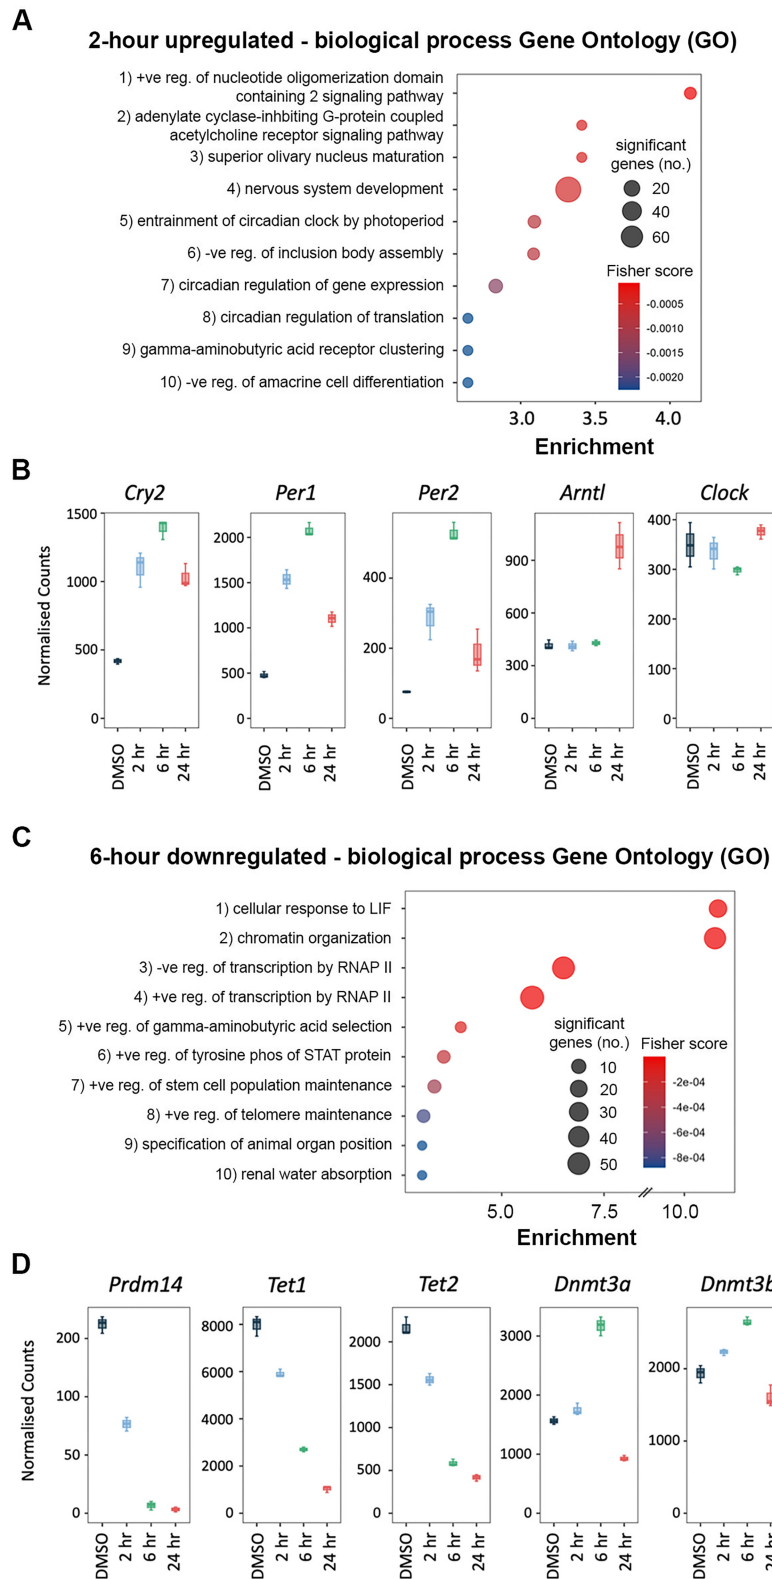 A
2-hour upregulated - biological process Gene Ontology (GO)
1) +ve reg. of nucleotide oligomerization domain
containing 2 signaling pathway
2) adenylate cyclase-inhbiting G-protein coupled
acetylcholine receptor signaling pathway
3) superior olivary nucleus maturation
4) nervous system development
5) entrainment of circadian clock by photoperiod
6) -ve reg. of inclusion body assembly
7) circadian regulation of gene expression
8) circadian regulation of translation
9) gamma-aminobutyric acid receptor clustering
10) -ve reg. of amacrine cell differentiation
significant
genes (no.)
20
40
60
Fisher score
-0.0005
-0.0010
-0.0015
-0.0020
3.0 3.5 4.0
Enrichment
B
Cry2 Per1 Per2 Arntl Clock
Normalised Counts
1500
1000
500
0
2000
1500
1000
500
0
400
200
0
900
600
300
0
400
300
200
100
0
DMSO 2 hr 6 hr 24 hr
DMSO 2 hr 6 hr 24 hr
DMSO 2 hr 6 hr 24 hr
DMSO 2 hr 6 hr 24 hr
DMSO 2 hr 6 hr 24 hr
C
6-hour downregulated - biological process Gene Ontology (GO)
1) cellular response to LIF
2) chromatin organization
3) -ve reg. of transcription by RNAP II
4) +ve reg. of transcription by RNAP II
5) +ve reg. of gamma-aminobutyric acid selection
6) +ve reg. of tyrosine phos of STAT protein
7) +ve reg. of stem cell population maintenance
8) +ve reg. of telomere maintenance
9) specification of animal organ position
10) renal water absorption
significant
genes (no.)
10
20
30
40
50
Fisher score
-2e-04
-4e-04
-6e-04
-8e-04
5.0 7.5 // 10.0
Enrichment
D
Prdm14 Tet1 Tet2 Dnmt3a Dnmt3b
Normalised Counts
200
100
50
0
8000
6000
4000
2000
0
2000
1500
1000
500
0
3000
2000
1000
0
2000
1000
0
DMSO 2 hr 6 hr 24 hr
DMSO 2 hr 6 hr 24 hr
DMSO 2 hr 6 hr 24 hr
DMSO 2 hr 6 hr 24 hr
DMSO 2 hr 6 hr 24 hr